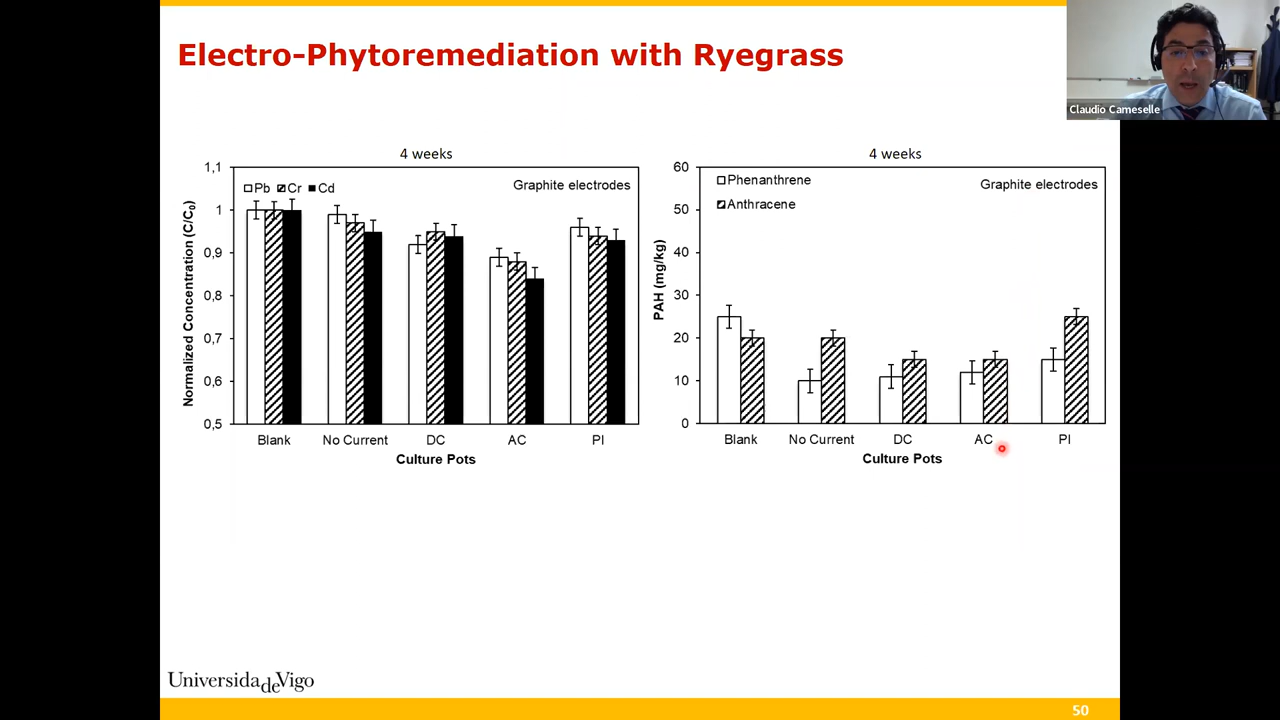 Electro-Phytoremediation with Ryegrass
Claudio Cameselle
4 weeks
Normalized Concentration (C/C₀)
1,1
1
0,9
0,8
0,7
0,6
0,5
Pb Cr Cd
Graphite electrodes
Blank No Current DC AC PI
Culture Pots
4 weeks
PAH (mg/kg)
60
50
40
30
20
10
0
Phenanthrene
Anthracene
Graphite electrodes
Blank No Current DC AC PI
Culture Pots
UniversidadeVigo
50